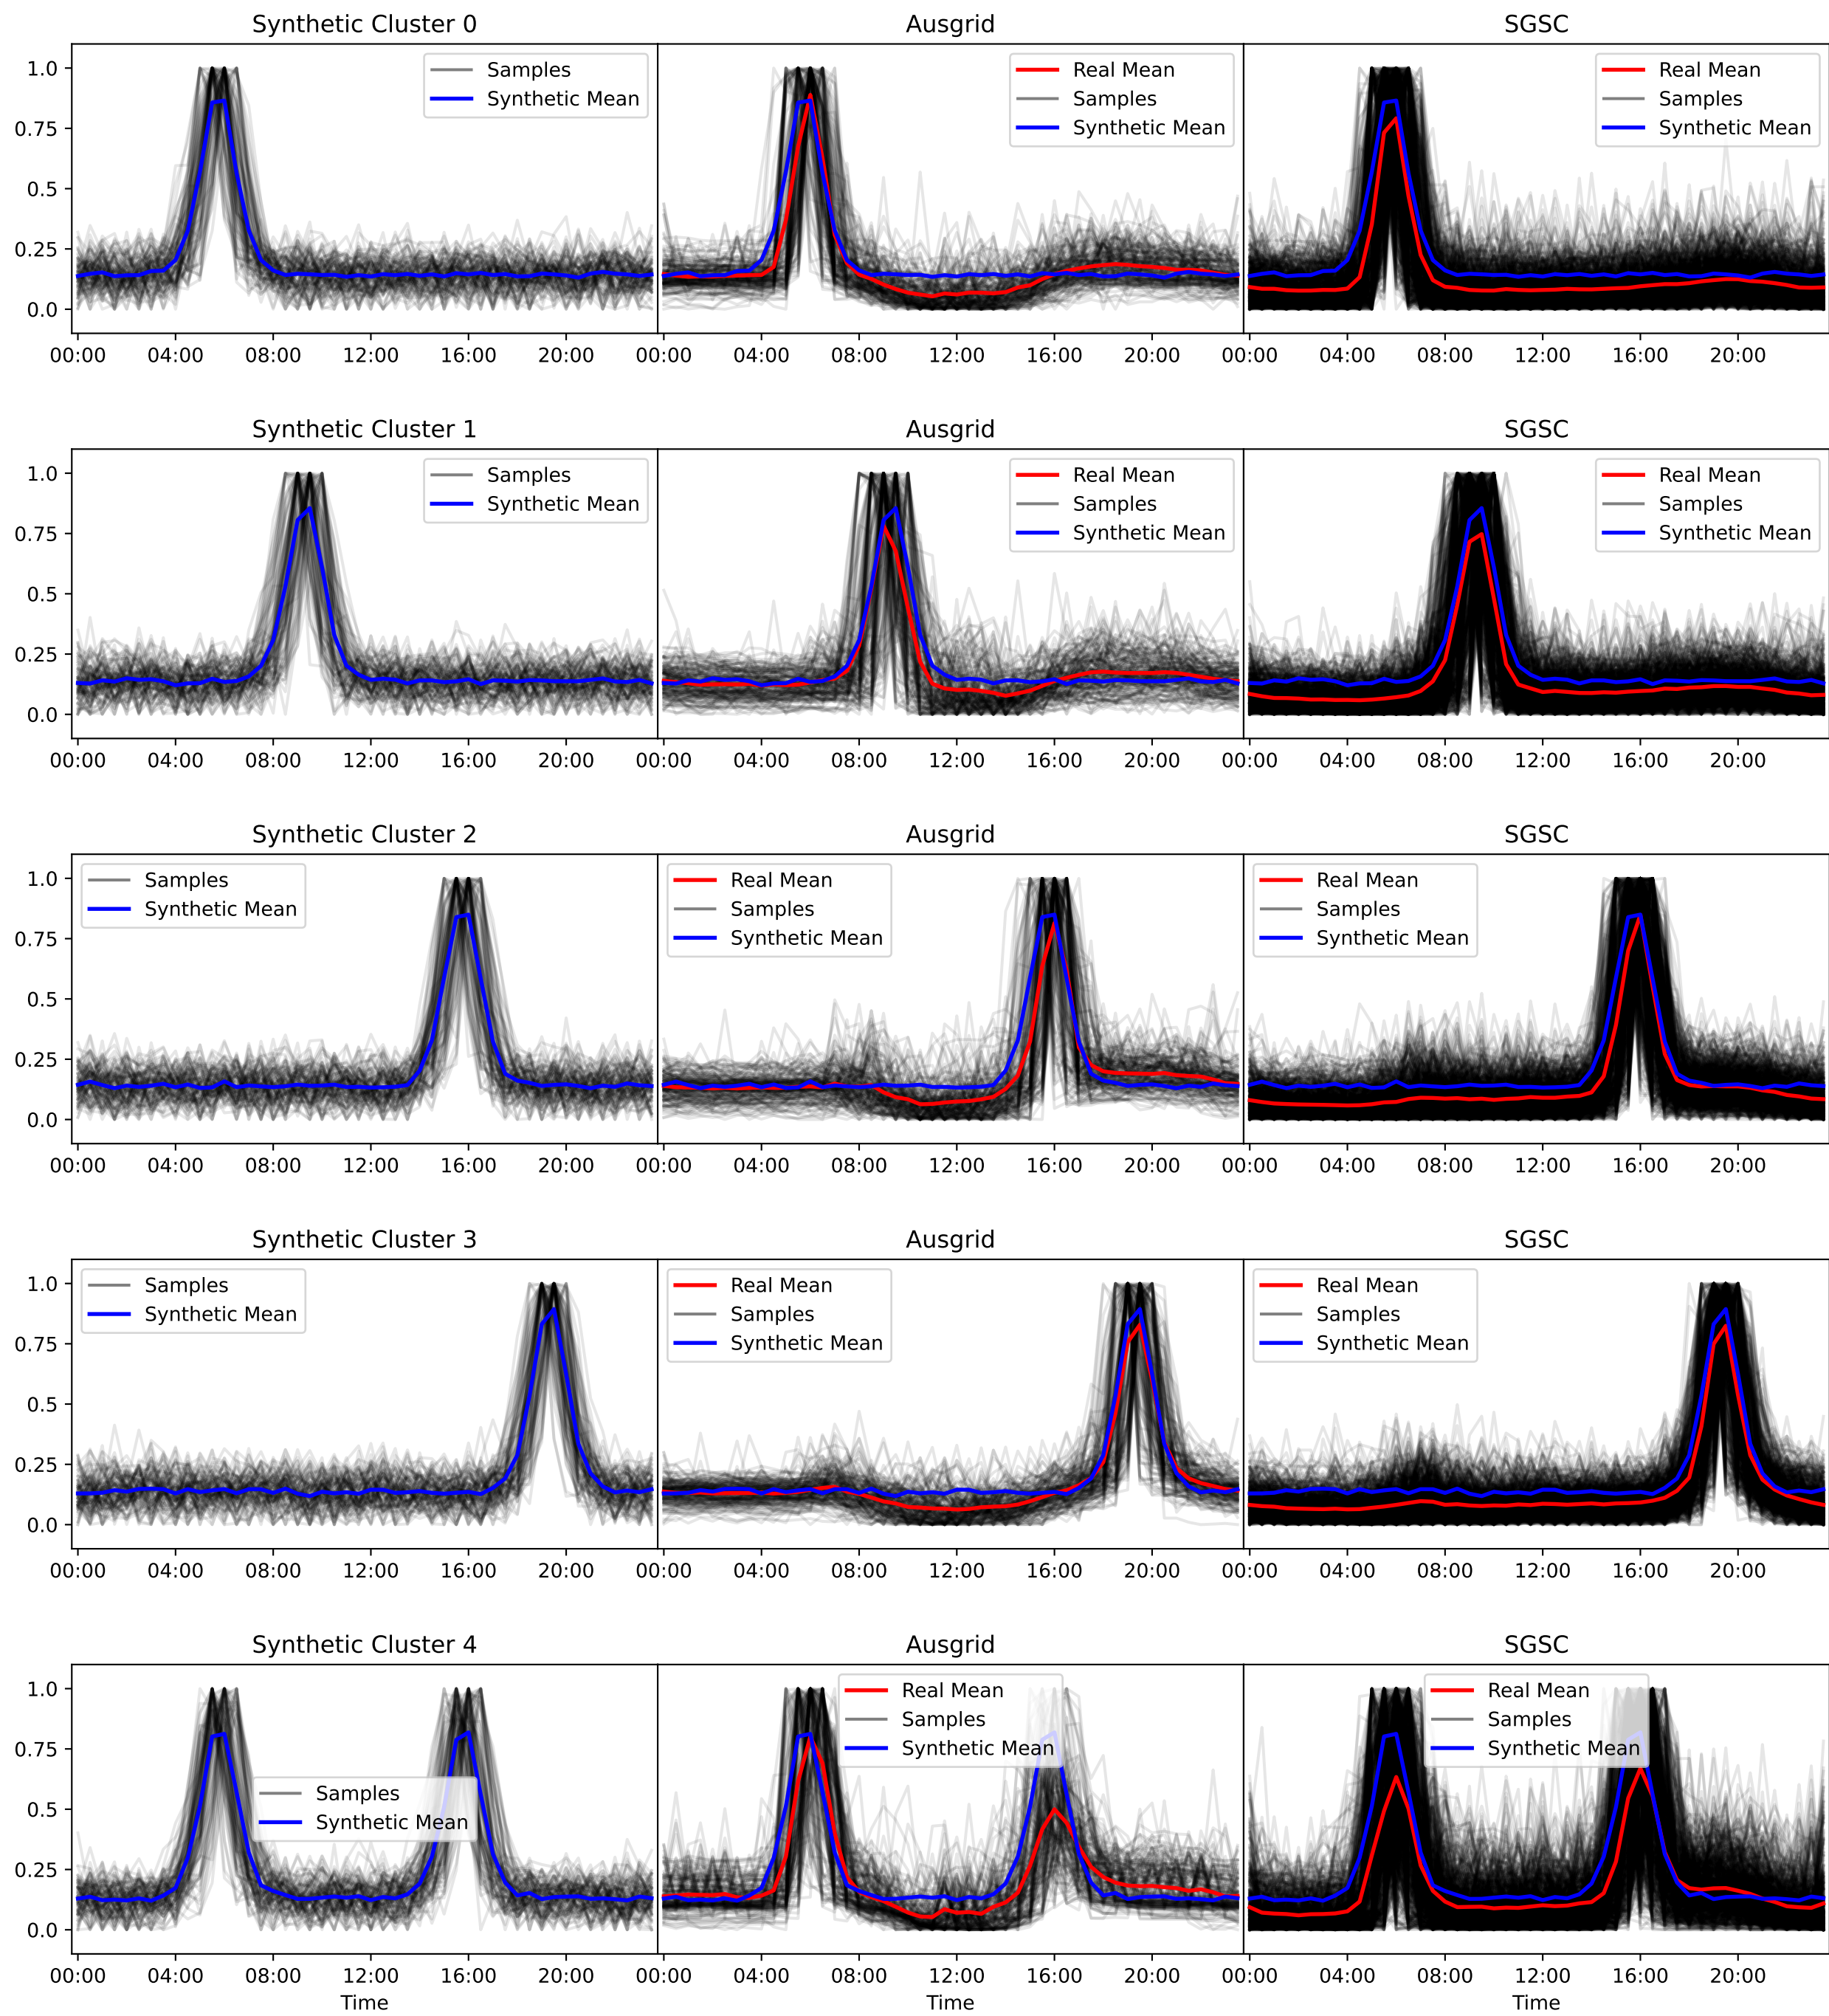 Synthetic Cluster 0 Ausgrid SGSC
1.0 Samples Real Mean Real Mean
Synthetic Mean Samples Samples
0.75 Synthetic Mean Synthetic Mean
0.5
0.25
0.0
00:00 04:00 08:00 12:00 16:00 20:00 00:00 04:00 08:00 12:00 16:00 20:00 00:00 04:00 08:00 12:00 16:00 20:00
Synthetic Cluster 1 Ausgrid SGSC
1.0 Samples Real Mean Real Mean
Synthetic Mean Samples Samples
0.75 Synthetic Mean Synthetic Mean
0.5
0.25
0.0
00:00 04:00 08:00 12:00 16:00 20:00 00:00 04:00 08:00 12:00 16:00 20:00 00:00 04:00 08:00 12:00 16:00 20:00
Synthetic Cluster 2 Ausgrid SGSC
1.0 Samples Real Mean Real Mean
Synthetic Mean Samples Samples
0.75 Synthetic Mean Synthetic Mean
0.5
0.25
0.0
00:00 04:00 08:00 12:00 16:00 20:00 00:00 04:00 08:00 12:00 16:00 20:00 00:00 04:00 08:00 12:00 16:00 20:00
Synthetic Cluster 3 Ausgrid SGSC
1.0 Samples Real Mean Real Mean
Synthetic Mean Samples Samples
0.75 Synthetic Mean Synthetic Mean
0.5
0.25
0.0
00:00 04:00 08:00 12:00 16:00 20:00 00:00 04:00 08:00 12:00 16:00 20:00 00:00 04:00 08:00 12:00 16:00 20:00
Synthetic Cluster 4 Ausgrid SGSC
1.0 Real Mean Real Mean
Samples Samples
0.75 Synthetic Mean Synthetic Mean
Samples
0.5 Synthetic Mean
0.25
0.0
00:00 04:00 08:00 12:00 16:00 20:00 00:00 04:00 08:00 12:00 16:00 20:00 00:00 04:00 08:00 12:00 16:00 20:00
Time Time Time